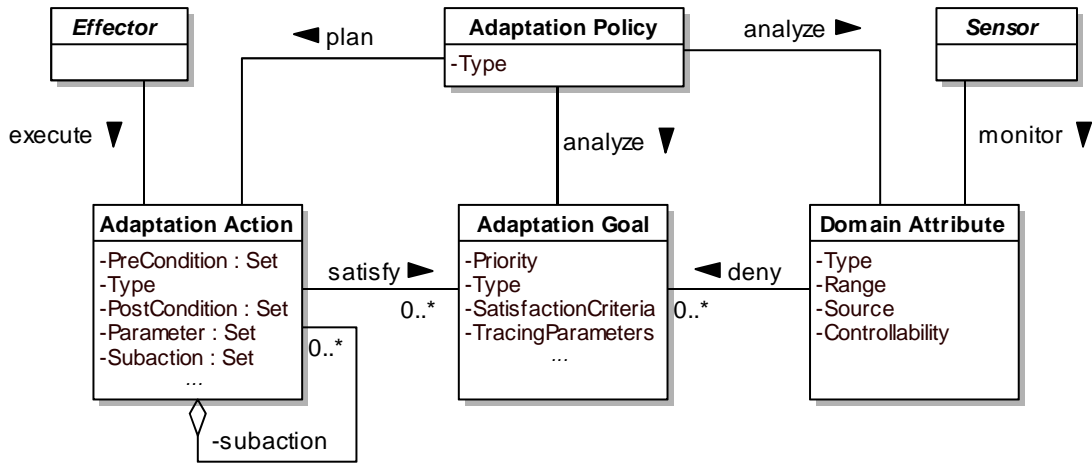 Effector
Adaptation Policy
-Type
Sensor
plan
analyze
execute
analyze
monitor
Adaptation Action
-PreCondition : Set
-Type
-PostCondition : Set
-Parameter : Set
-Subaction : Set
...
satisfy
0..*
Adaptation Goal
-Priority
-Type
-SatisfactionCriteria
-TracingParameters
...
deny
0..*
Domain Attribute
-Type
-Range
-Source
-Controllability
0..*
-subaction